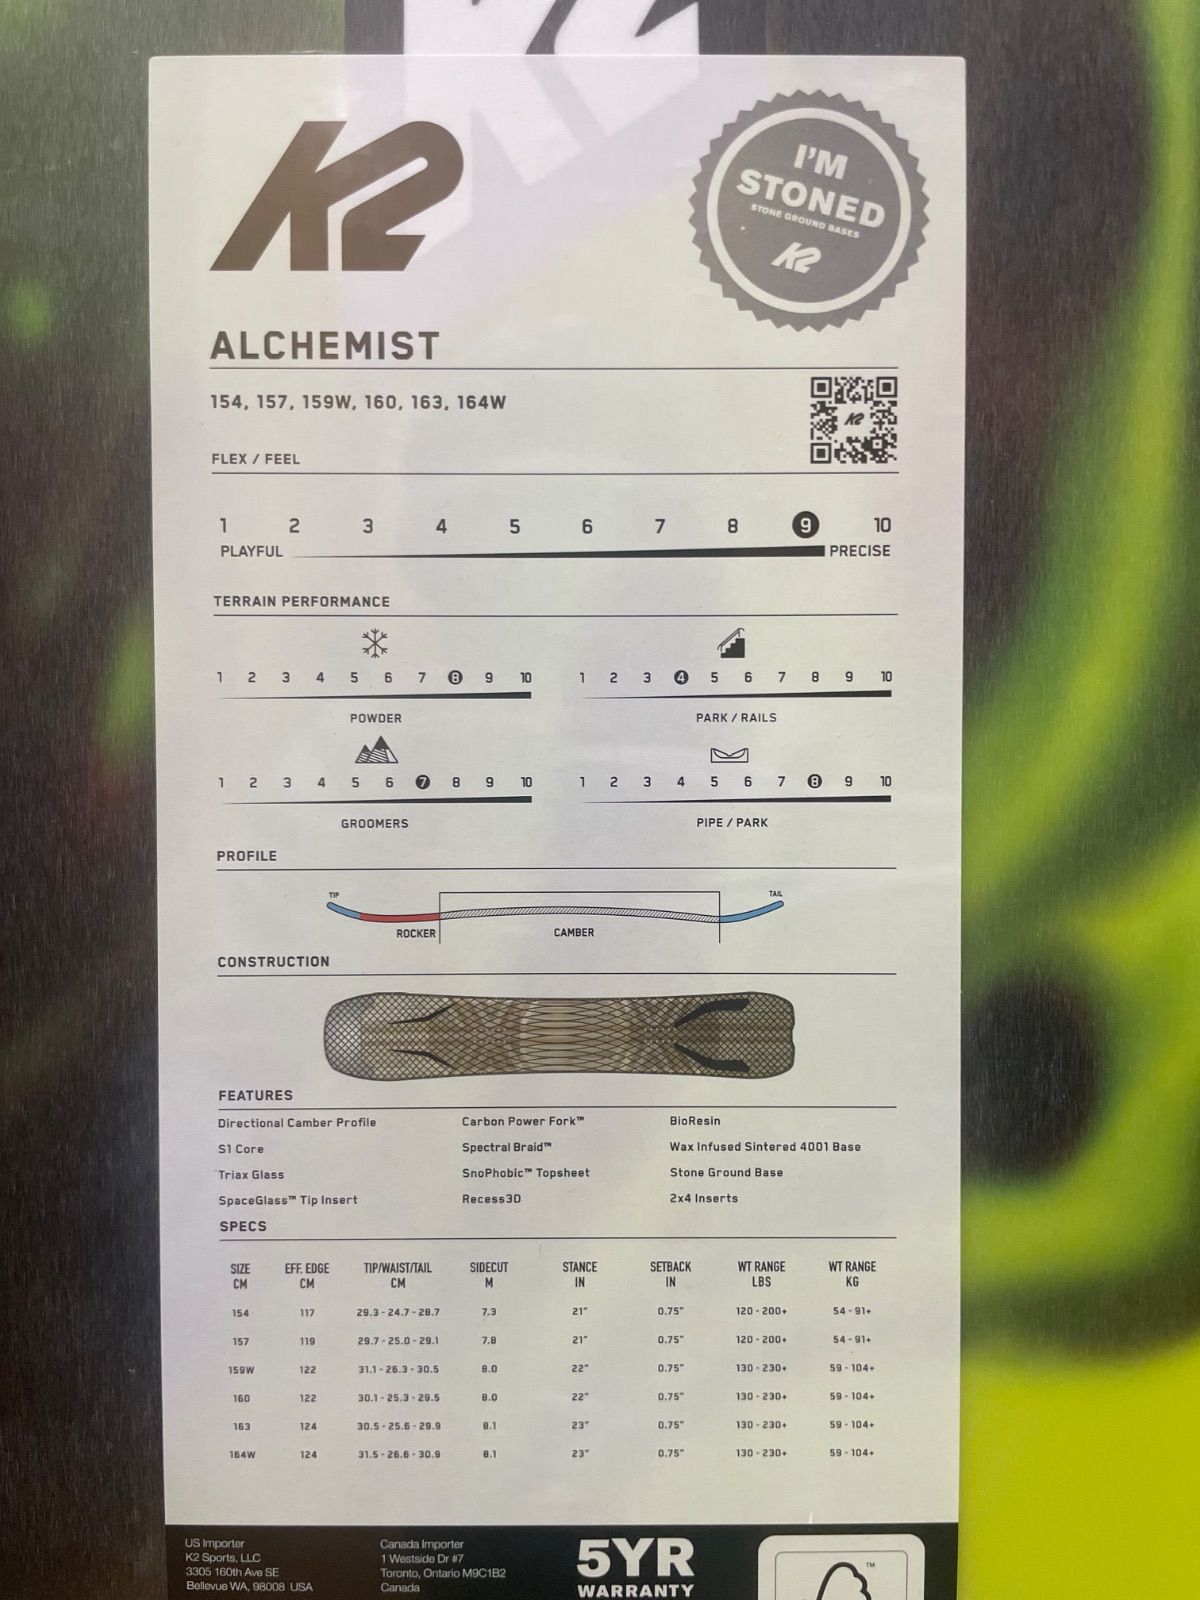 K2
I'M
STONED
STONE GROUND BASES
K2
ALCHEMIST
154, 157, 159W, 160, 163, 164W
K2
FLEX / FEEL
1 2 3 4 5 6 7 8 9 10
PLAYFUL PRECISE
TERRAIN PERFORMANCE
1 2 3 4 5 6 7 8 9 10
POWDER
1 2 3 4 5 6 7 8 9 10
PARK / RAILS
1 2 3 4 5 6 7 8 9 10
GROOMERS
1 2 3 4 5 6 7 8 9 10
PIPE / PARK
PROFILE
TIP TAIL
ROCKER CAMBER
CONSTRUCTION
FEATURES
Directional Camber Profile Carbon Power Fork™ BioResin
S1 Core Spectral Braid™ Wax Infused Sintered 4001 Base
Triax Glass SnoPhobic™ Topsheet Stone Ground Base
SpaceGlass™ Tip Insert Recess3D 2x4 Inserts
SPECS
SIZE EFF. EDGE TIP/WAIST/TAIL SIDECUT STANCE SETBACK WT RANGE WT RANGE
CM CM CM M IN IN LBS KG
154 117 29.3 - 24.7 - 28.7 7.3 21" 0.75" 120 - 200+ 54 - 91+
157 119 29.7 - 25.0 - 29.1 7.8 21" 0.75" 120 - 200+ 54 - 91+
159W 122 31.1 - 26.3 - 30.5 8.0 22" 0.75" 130 - 230+ 59 - 104+
160 122 30.1 - 25.3 - 29.5 8.0 22" 0.75" 130 - 230+ 59 - 104+
163 124 30.5 - 25.6 - 29.9 8.1 23" 0.75" 130 - 230+ 59 - 104+
164W 124 31.5 - 26.6 - 30.9 8.1 23" 0.75" 130 - 230+ 59 - 104+
US Importer
K2 Sports, LLC
3305 160th Ave SE
Bellevue WA, 98008 USA
Canada Importer
1 Westside Dr #7
Toronto, Ontario M9C1B2
Canada
5YR
WARRANTY
™